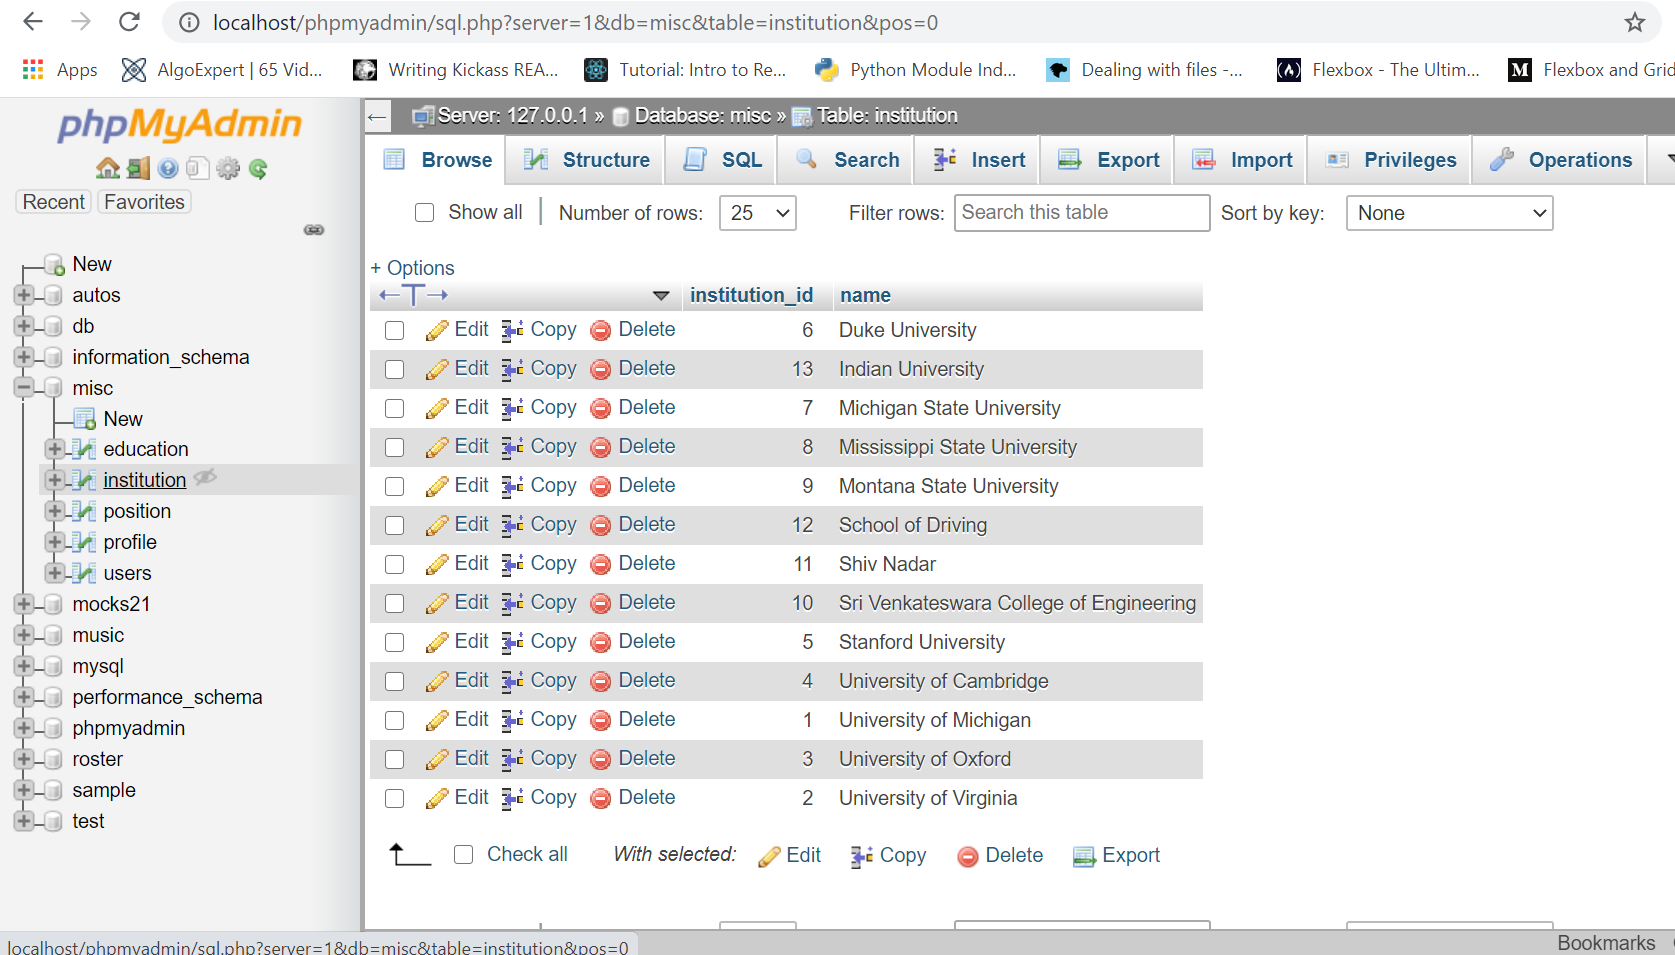 localhost/phpmyadmin/sql.php?server=1&db=misc&table=institution&pos=0
Apps AlgoExpert | 65 Vid... Writing Kickass REA... Tutorial: Intro to Re... Python Module Ind... Dealing with files -... Flexbox - The Ultim... Flexbox and Grid
phpMyAdmin
Recent Favorites
New
autos
db
information_schema
misc
New
education
institution
position
profile
users
mocks21
music
mysql
performance_schema
phpmyadmin
roster
sample
test
Server: 127.0.0.1 » Database: misc » Table: institution
Browse Structure SQL Search Insert Export Import Privileges Operations
Show all Number of rows: 25 Filter rows: Search this table Sort by key: None
+ Options
←T→ institution_id name
Edit Copy Delete 6 Duke University
Edit Copy Delete 13 Indian University
Edit Copy Delete 7 Michigan State University
Edit Copy Delete 8 Mississippi State University
Edit Copy Delete 9 Montana State University
Edit Copy Delete 12 School of Driving
Edit Copy Delete 11 Shiv Nadar
Edit Copy Delete 10 Sri Venkateswara College of Engineering
Edit Copy Delete 5 Stanford University
Edit Copy Delete 4 University of Cambridge
Edit Copy Delete 1 University of Michigan
Edit Copy Delete 3 University of Oxford
Edit Copy Delete 2 University of Virginia
Check all With selected: Edit Copy Delete Export
localhost/phpmyadmin/sql.php?server=1&db=misc&table=institution&pos=0
Bookmarks